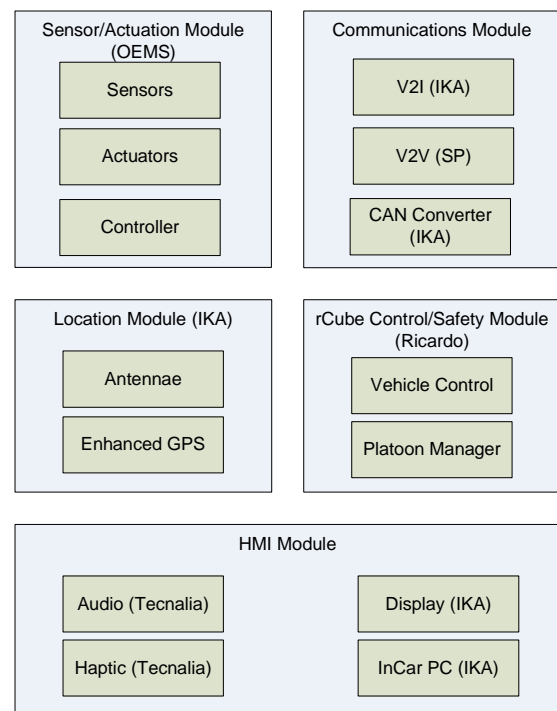 Sensor/Actuation Module
(OEMS)
Sensors
Actuators
Controller
Communications Module
V2I (IKA)
V2V (SP)
CAN Converter
(IKA)
Location Module (IKA)
Antennae
Enhanced GPS
rCube Control/Safety Module
(Ricardo)
Vehicle Control
Platoon Manager
HMI Module
Audio (Tecnalia)
Display (IKA)
Haptic (Tecnalia)
InCar PC (IKA)